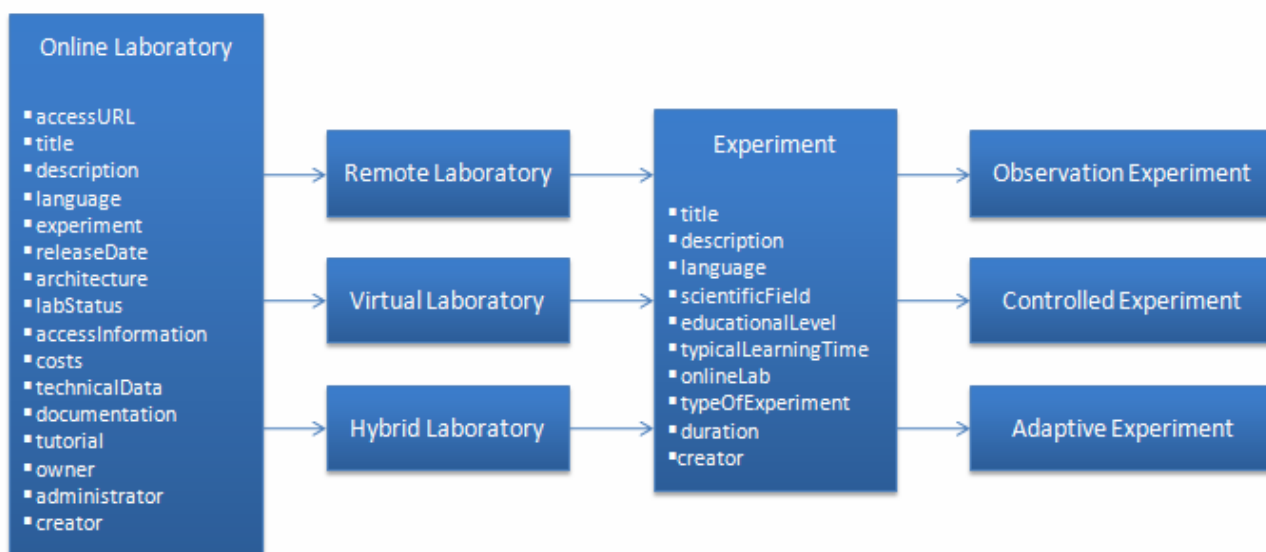 Online Laboratory
▪accessURL
▪title
▪description
▪language
▪experiment
▪releaseDate
▪architecture
▪labStatus
▪accessInformation
▪costs
▪technicalData
▪documentation
▪tutorial
▪owner
▪administrator
▪creator
Remote Laboratory
Virtual Laboratory
Hybrid Laboratory
Experiment
▪title
▪description
▪language
▪scientificField
▪educationalLevel
▪typicalLearningTime
▪onlineLab
▪typeOfExperiment
▪duration
▪creator
Observation Experiment
Controlled Experiment
Adaptive Experiment